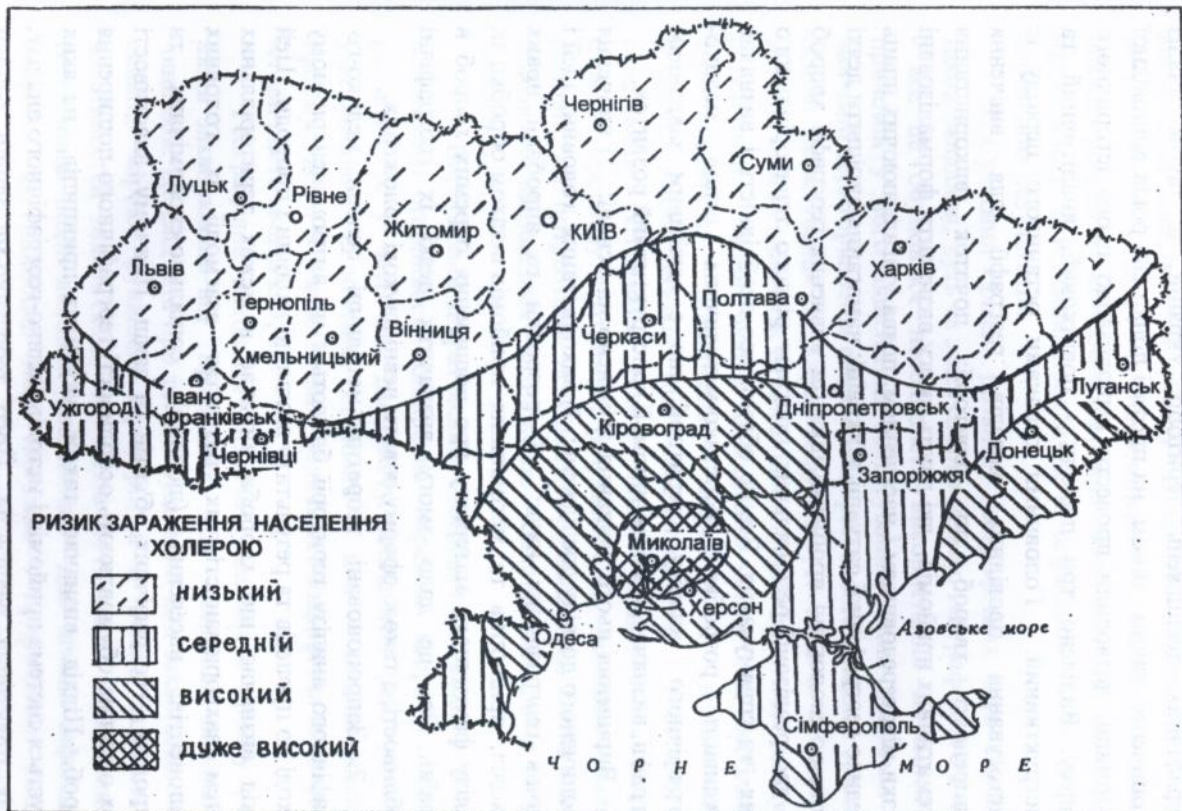 Чернігів
Суми
Луцьк
Рівне
Житомир
КИЇВ
Харків
Львів
Тернопіль
Полтава
Вінниця
Черкаси
Хмельницький
Луганськ
Ужгород
Івано-
Франківськ
Дніпропетровськ
Кіровоград
Чернівці
Донецьк
Запоріжжя
РИЗИК ЗАРАЖЕННЯ НАСЕЛЕННЯ
ХОЛЕРОЮ
Миколаїв
низький
Херсон
Одеса
Азовське море
середній
високий
Сімферополь
дуже високий
ЧОРНЕ МОРЕ